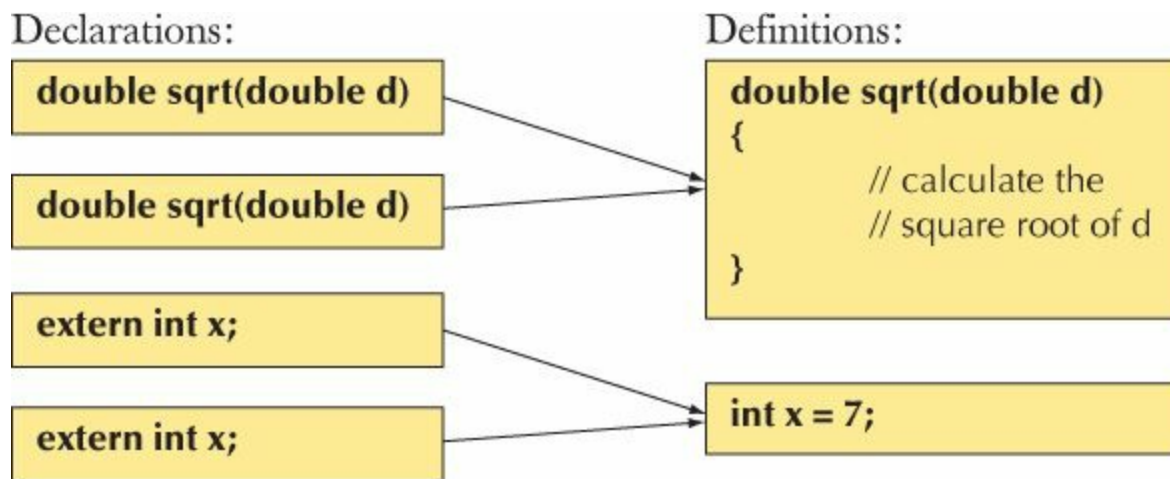 Declarations:
double sqrt(double d)
double sqrt(double d)
extern int x;
extern int x;
Definitions:
double sqrt(double d)
{
// calculate the
// square root of d
}
int x = 7;